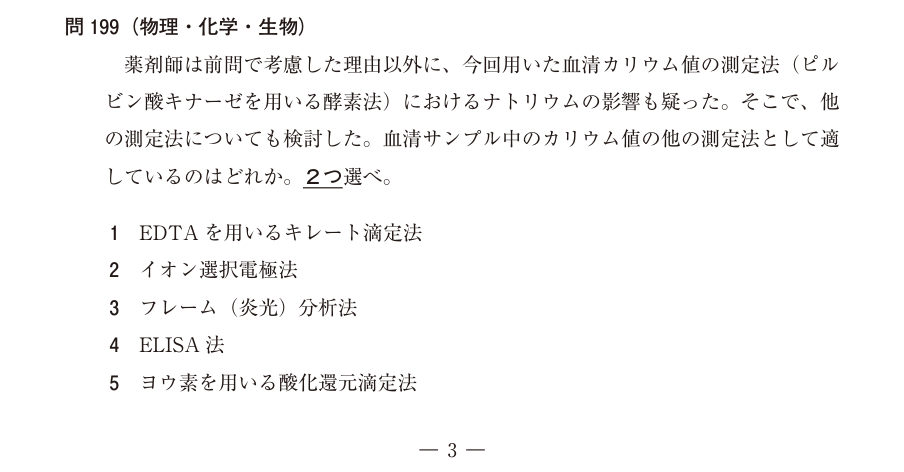 問 199（物理・化学・生物）
薬剤師は前問で考慮した理由以外に、今回用いた血清カリウム値の測定法（ピル
ビン酸キナーゼを用いる酵素法）におけるナトリウムの影響も疑った。そこで、他
の測定法についても検討した。血清サンプル中のカリウム値の他の測定法として適
しているのはどれか。２つ選べ。
1 EDTA を用いるキレート滴定法
2 イオン選択電極法
3 フレーム（炎光）分析法
4 ELISA 法
5 ヨウ素を用いる酸化還元滴定法
― 3 ―